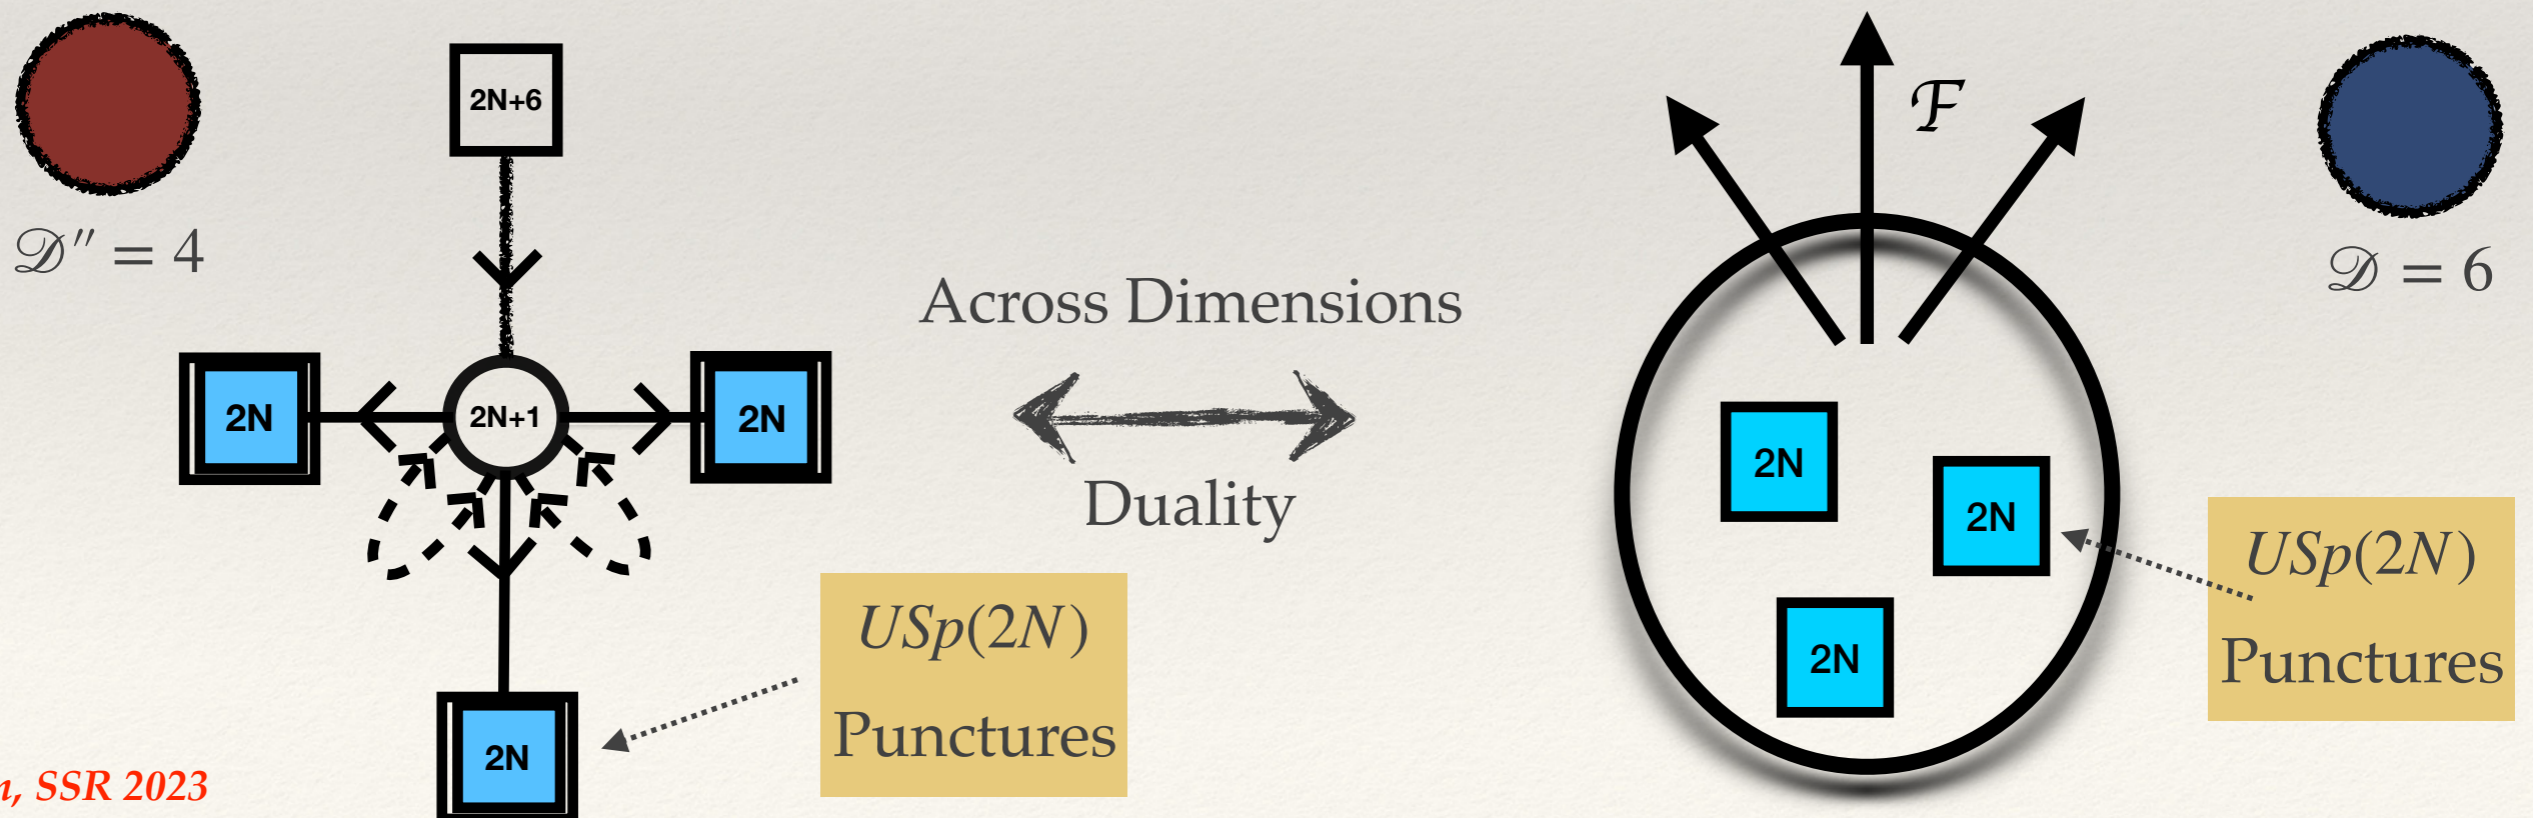 2N+6
𝒟″ = 4
2N
2N+1
2N
2N
USp(2N)
Punctures
, SSR 2023
Across Dimensions
Duality
ℱ
𝒟 = 6
2N
2N
2N
USp(2N)
Punctures